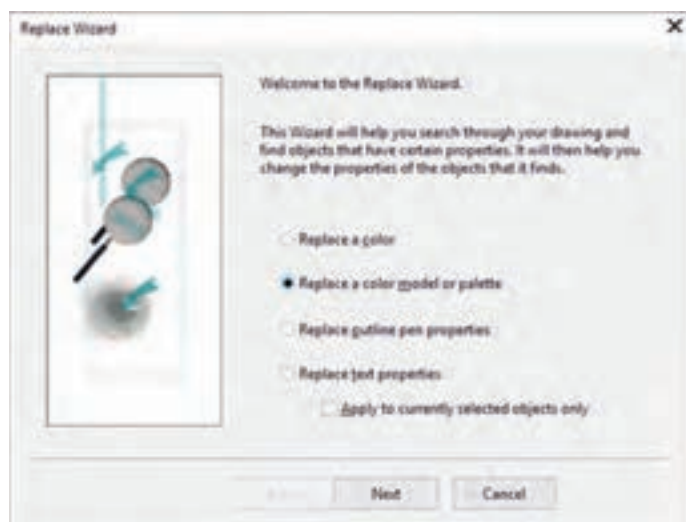 Replace Wizard
Welcome to the Replace Wizard.
This Wizard will help you search through your drawing and
find objects that have certain properties. It will then help you
change the properties of the objects that it finds.
Replace a color
Replace a color model or palette
Replace outline pen properties
Replace text properties
Apply to currently selected objects only
Next
Cancel